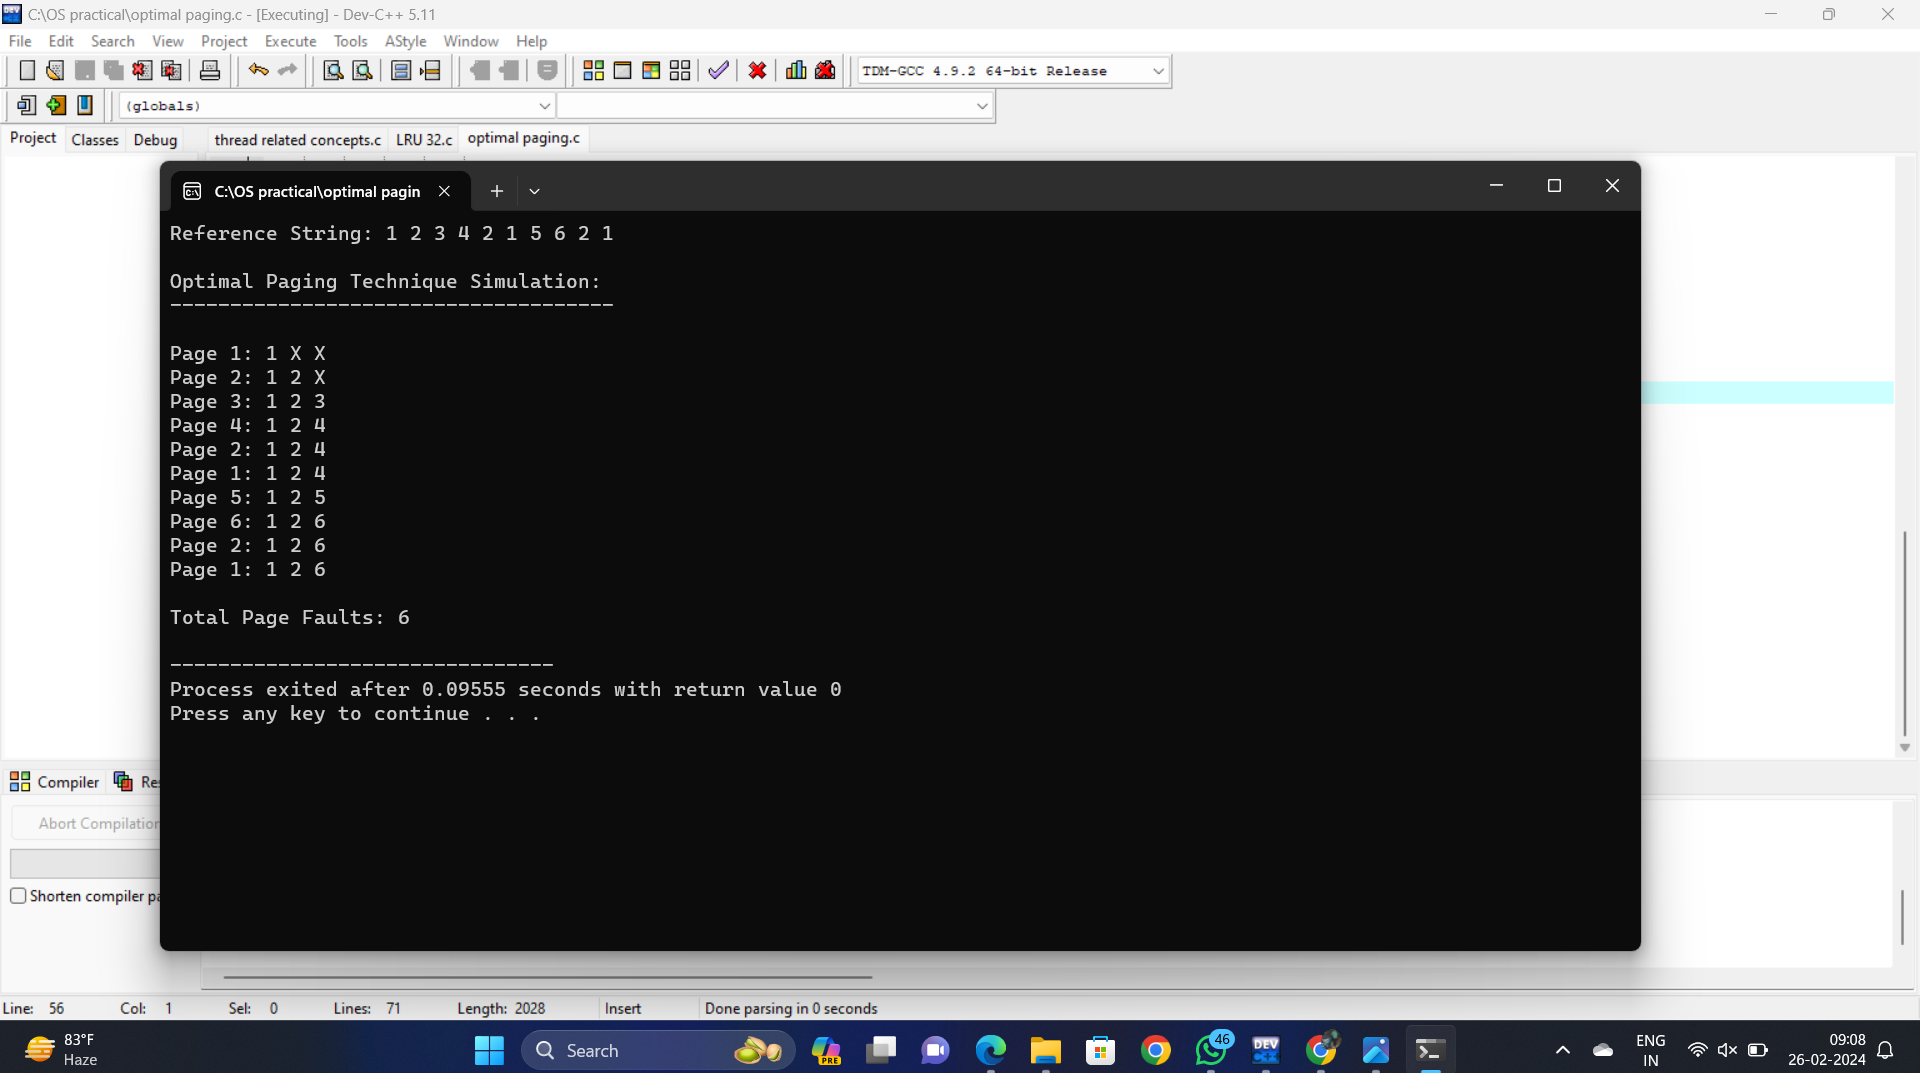 C:\OS practical\optimal paging.c - [Executing] - Dev-C++ 5.11
File Edit Search View Project Execute Tools AStyle Window Help
TDM-GCC 4.9.2 64-bit Release
(globals)
Project Classes Debug thread related concepts.c LRU 32.c optimal paging.c
C:\OS practical\optimal pagin
Reference String: 1 2 3 4 2 1 5 6 2 1
Optimal Paging Technique Simulation:
-------------------------------------
Page 1: 1 X X
Page 2: 1 2 X
Page 3: 1 2 3
Page 4: 1 2 4
Page 2: 1 2 4
Page 1: 1 2 4
Page 5: 1 2 5
Page 6: 1 2 6
Page 2: 1 2 6
Page 1: 1 2 6
Total Page Faults: 6
--------------------------------
Process exited after 0.09555 seconds with return value 0
Press any key to continue . . .
Compiler Res
Abort Compilation
Shorten compiler pa
Line: 56 Col: 1 Sel: 0 Lines: 71 Length: 2028 Insert Done parsing in 0 seconds
83°F
Haze
Search
PRE
46
DEV
C++
ENG
IN
09:08
26-02-2024